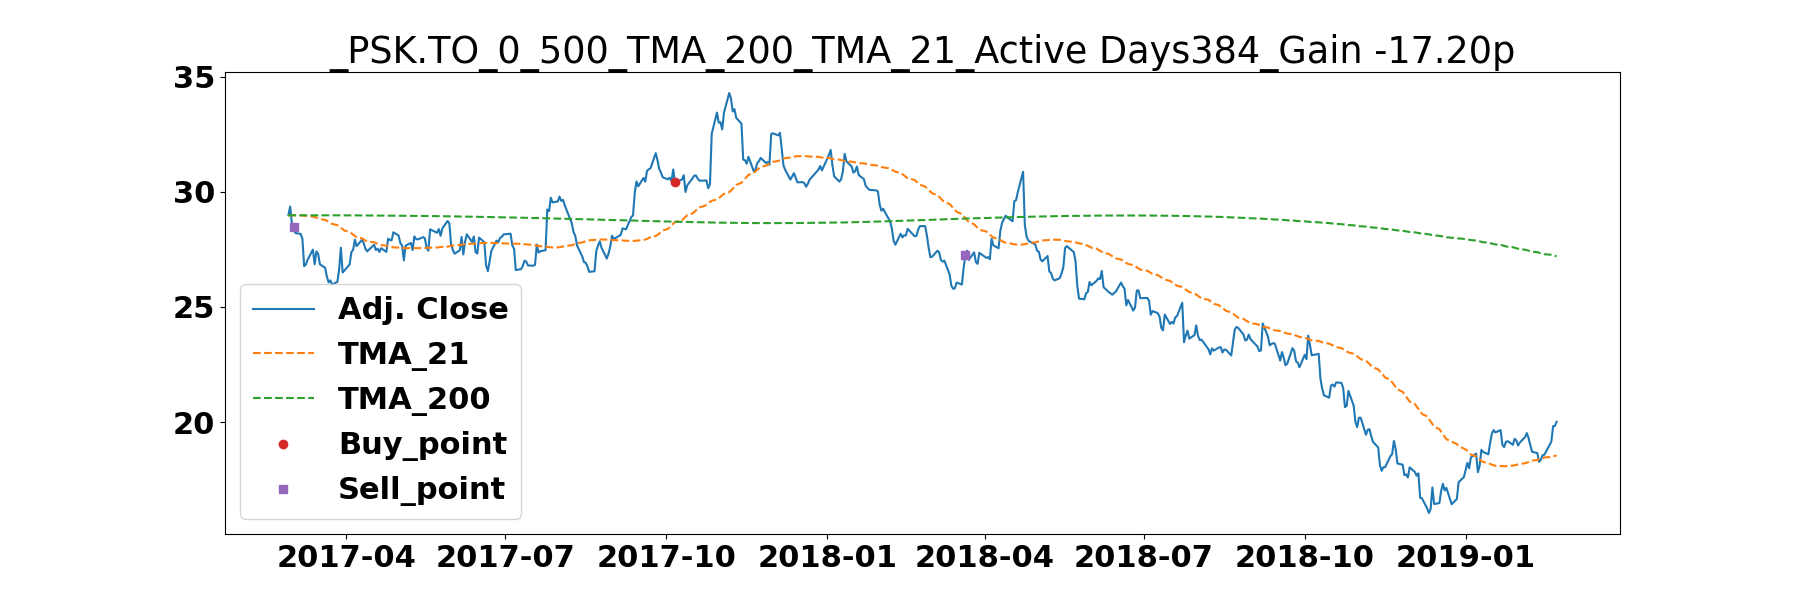 _PSK.TO_0_500_TMA_200_TMA_21_Active Days384_Gain -17.20p
35
30
25
20
Adj. Close
TMA_21
TMA_200
Buy_point
Sell_point
2017-04 2017-07 2017-10 2018-01 2018-04 2018-07 2018-10 2019-01